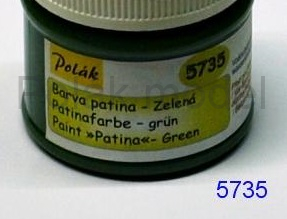 Polák
5735
Barva patina – Zelená
Patinafarbe – grün
Paint »Patina«- Green
5735